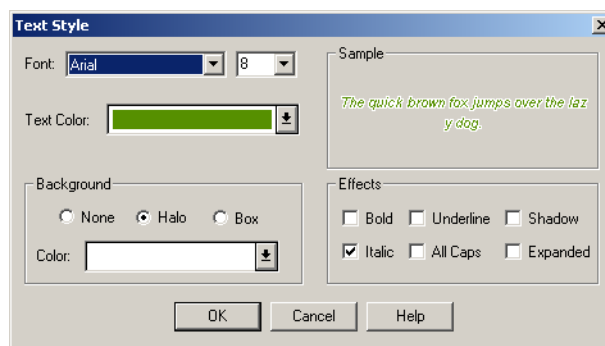 Text Style
Font: Arial 8
Sample
The quick brown fox jumps over the laz
y dog.
Text Color:
Background
None Halo Box
Color:
Effects
Bold Underline Shadow
Italic All Caps Expanded
OK Cancel Help